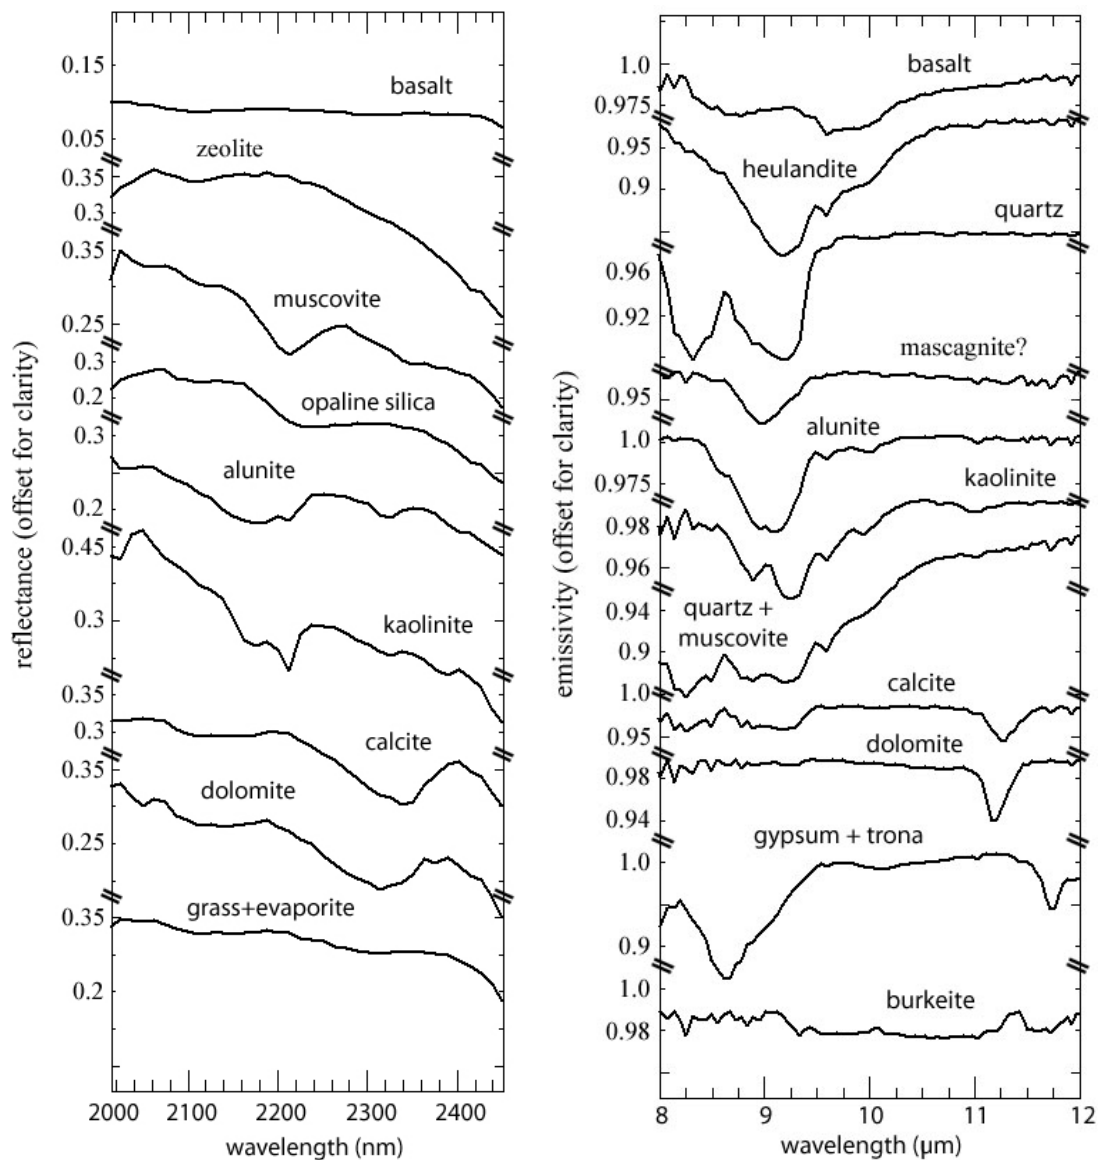 reflectance (offset for clarity)
0.15
basalt
0.05
zeolite
0.35
0.3
0.35
muscovite
0.25
0.3
0.2
opaline silica
0.3
alunite
0.2
0.45
0.3
kaolinite
0.35
0.3
calcite
0.35
dolomite
0.25
grass+evaporite
0.35
0.2
2000 2100 2200 2300 2400
wavelength (nm)
emissivity (offset for clarity)
1.0
basalt
0.975
0.95
heulandite
0.9
quartz
0.96
0.92
mascagnite?
0.95
alunite
1.0
0.975
kaolinite
0.98
0.96
0.94
quartz +
muscovite
0.9
1.0
calcite
0.95
dolomite
0.98
0.94
gypsum + trona
1.0
0.9
1.0
burkeite
0.98
8 9 10 11 12
wavelength (μm)